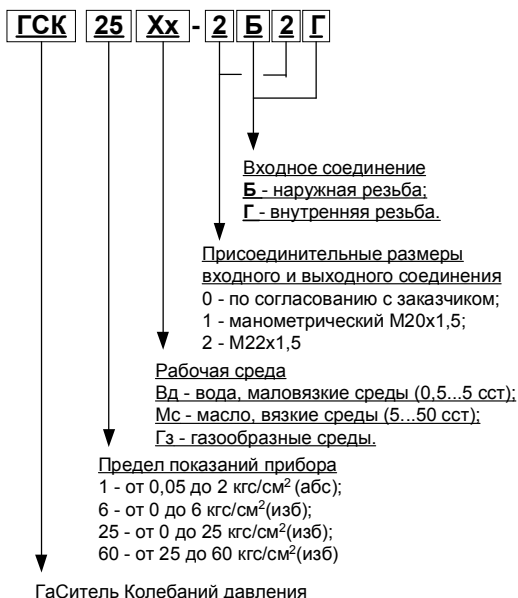 ГСК 25 Хх - 2 Б 2 Г
Входное соединение
Б - наружная резьба;
Г - внутренняя резьба.
Присоединительные размеры
входного и выходного соединения
0 - по согласованию с заказчиком;
1 - манометрический М20х1,5;
2 - М22х1,5
Рабочая среда
Вд - вода, маловязкие среды (0,5...5 сст);
Мс - масло, вязкие среды (5...50 сст);
Гз - газообразные среды.
Предел показаний прибора
1 - от 0,05 до 2 кгс/см² (абс);
6 - от 0 до 6 кгс/см²(изб);
25 - от 0 до 25 кгс/см²(изб);
60 - от 25 до 60 кгс/см²(изб)
ГаСитель Колебаний давления